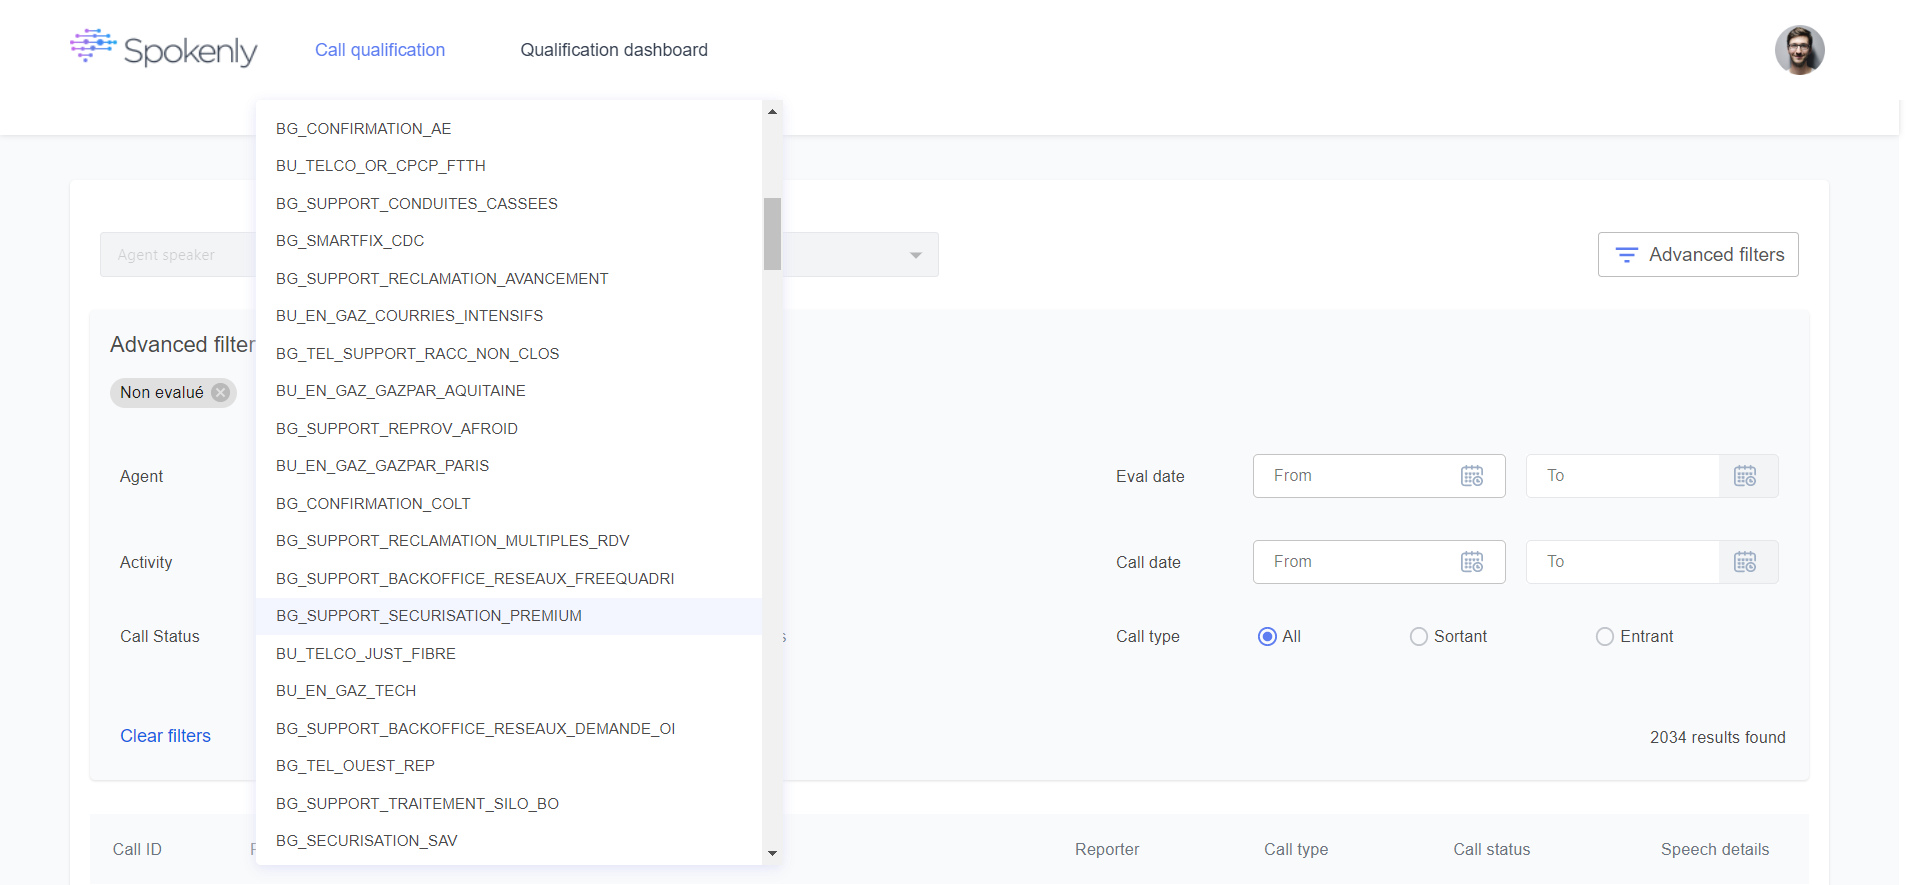 Spokenly
Call qualification
Qualification dashboard
BG_CONFIRMATION_AE
BU_TELCO_OR_CPCP_FTTH
BG_SUPPORT_CONDUITES_CASSEES
BG_SMARTFIX_CDC
BG_SUPPORT_RECLAMATION_AVANCEMENT
BU_EN_GAZ_COURRIES_INTENSIFS
BG_TEL_SUPPORT_RACC_NON_CLOS
BU_EN_GAZ_GAZPAR_AQUITAINE
BG_SUPPORT_REPROV_AFROID
BU_EN_GAZ_GAZPAR_PARIS
BG_CONFIRMATION_COLT
BG_SUPPORT_RECLAMATION_MULTIPLES_RDV
BG_SUPPORT_BACKOFFICE_RESEAUX_FREEQUADRI
BG_SUPPORT_SECURISATION_PREMIUM
BU_TELCO_JUST_FIBRE
BU_EN_GAZ_TECH
BG_SUPPORT_BACKOFFICE_RESEAUX_DEMANDE_OI
BG_TEL_OUEST_REP
BG_SUPPORT_TRAITEMENT_SILO_BO
BG_SECURISATION_SAV
Agent speaker
Advanced filters
Advanced filter
Non evalué
Agent
Eval date From To
Activity
Call date From To
Call Status
Call type All Sortant Entrant
Clear filters
2034 results found
Call ID Reporter Call type Call status Speech details